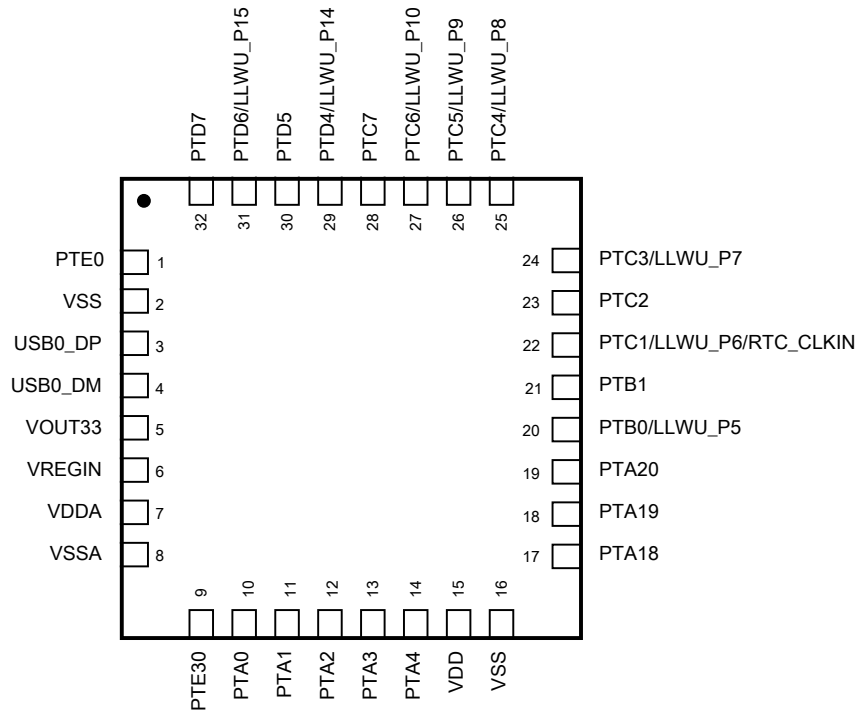 PTD7
PTD6/LLWU_P15
PTD5
PTD4/LLWU_P14
PTC7
PTC6/LLWU_P10
PTC5/LLWU_P9
PTC4/LLWU_P8
32
31
30
29
28
27
26
25
PTE0 1
VSS 2
USB0_DP 3
USB0_DM 4
VOUT33 5
VREGIN 6
VDDA 7
VSSA 8
24 PTC3/LLWU_P7
23 PTC2
22 PTC1/LLWU_P6/RTC_CLKIN
21 PTB1
20 PTB0/LLWU_P5
19 PTA20
18 PTA19
17 PTA18
9
10
11
12
13
14
15
16
PTE30
PTA0
PTA1
PTA2
PTA3
PTA4
VDD
VSS